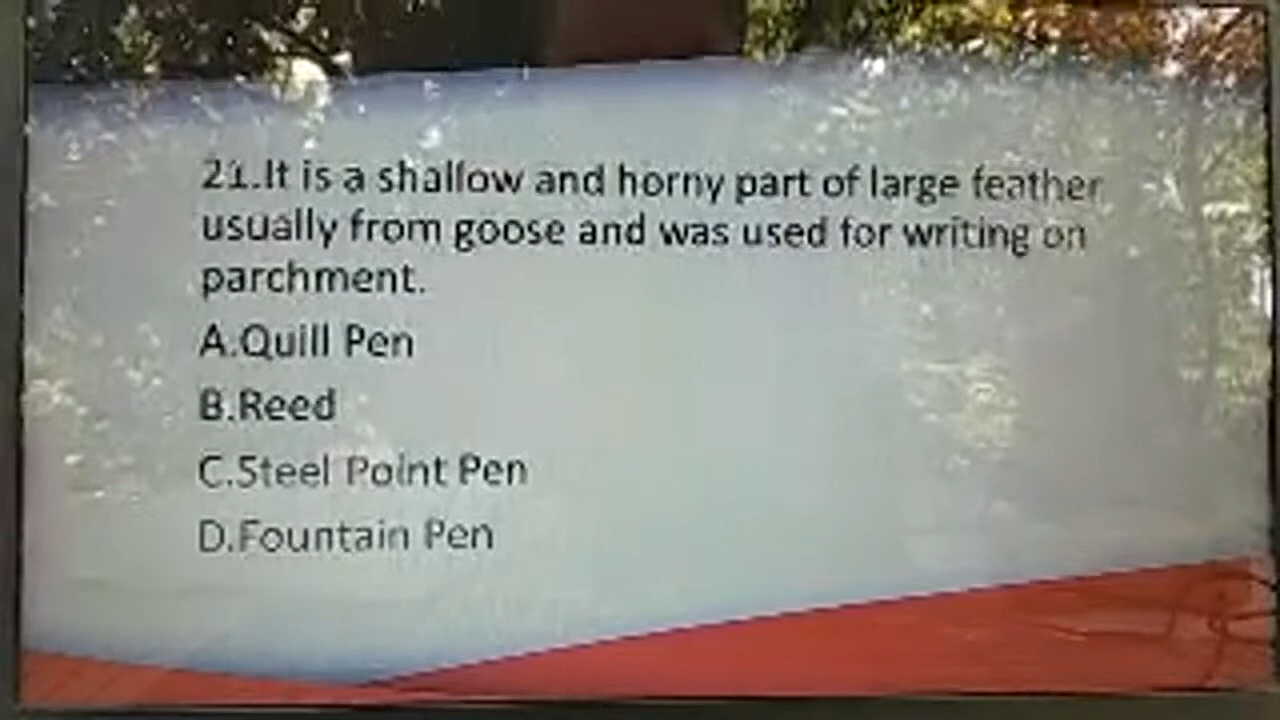 21.It is a shallow and horny part of large feather
usually from goose and was used for writing on
parchment.
A.Quill Pen
B.Reed
C.Steel Point Pen
D.Fountain Pen